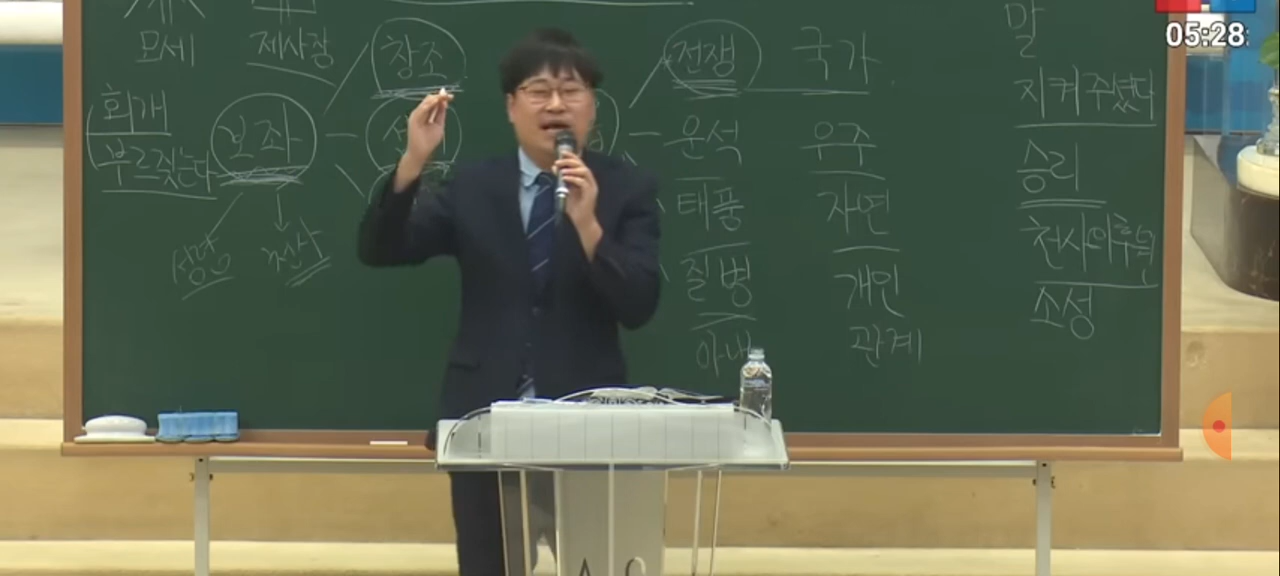 05:28
말
모세 제사장 창조 전쟁 국가
지켜 주셨다
회개
보좌 운석 우주
부르짖는다
승리
태풍 자연
천사의 후원
생명 천사
질병 개인
소성
관계